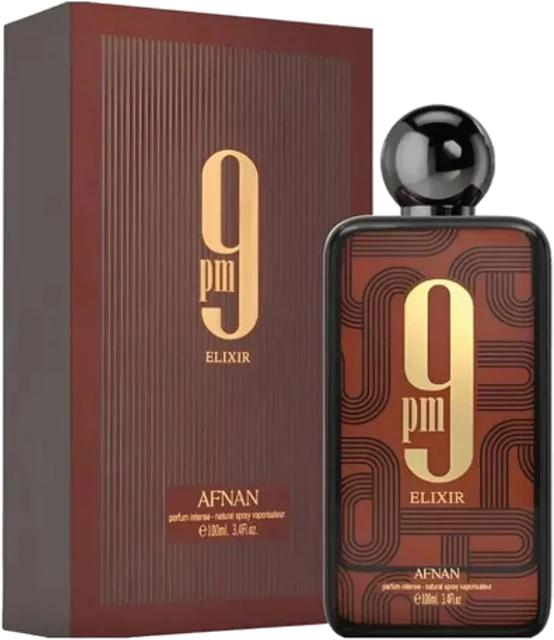 9
pm
ELIXIR
AFNAN
parfum intense - natural spray vaporisateur
℮100ml. 3.4Fl.oz.
9
pm
ELIXIR
AFNAN
parfum intense - natural spray vaporisateur
℮100ml. 3.4Fl.oz.